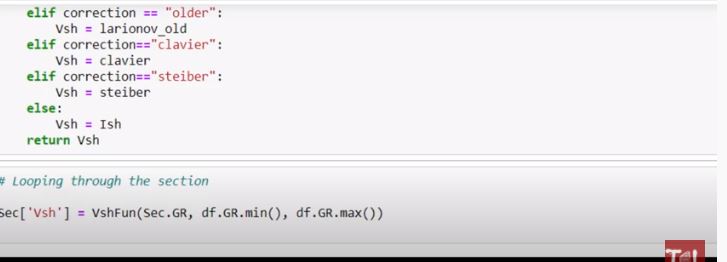 elif correction == "older":
Vsh = larionov_old
elif correction=="clavier":
Vsh = clavier
elif correction=="steiber":
Vsh = steiber
else:
Vsh = Ish
return Vsh
# Looping through the section
Sec['Vsh'] = VshFun(Sec.GR, df.GR.min(), df.GR.max())